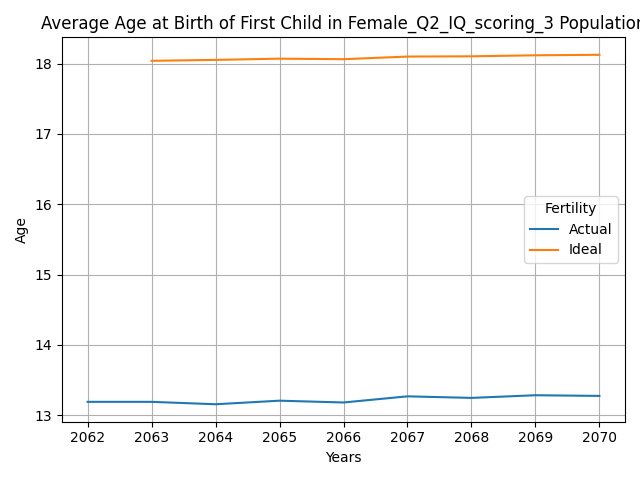 Average Age at Birth of First Child in Female_Q2_IQ_scoring_3 Population
18
17
16
15
14
13
Age
Fertility
Actual
Ideal
2062 2063 2064 2065 2066 2067 2068 2069 2070
Years